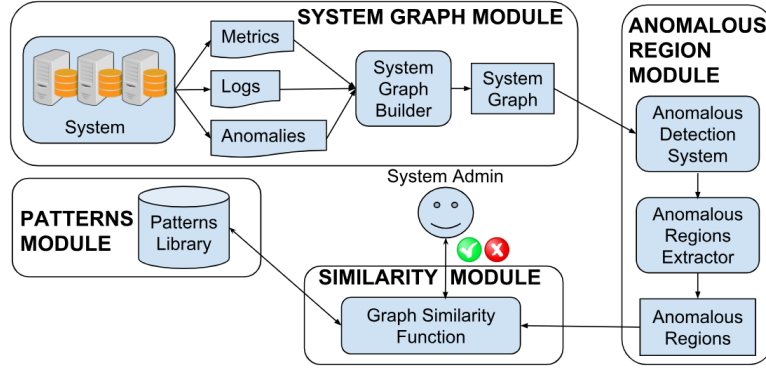 SYSTEM GRAPH MODULE
System
Metrics
Logs
Anomalies
System
Graph
Builder
System
Graph
ANOMALOUS
REGION
MODULE
Anomalous
Detection
System
Anomalous
Regions
Extractor
Anomalous
Regions
PATTERNS
MODULE
Patterns
Library
System Admin
SIMILARITY MODULE
Graph Similarity
Function